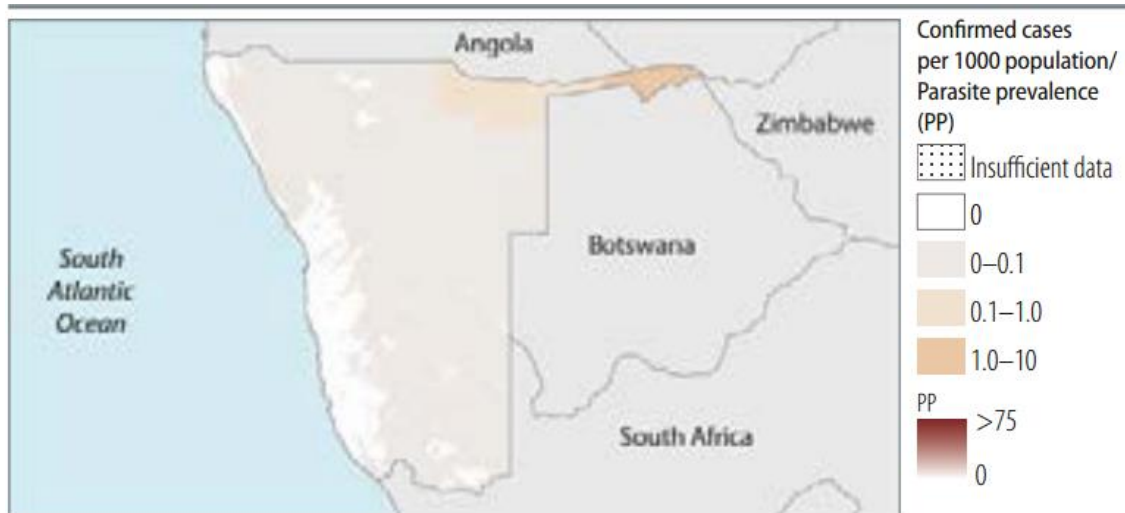 Angola
Zimbabwe
Botswana
South
Atlantic
Ocean
South Africa
Confirmed cases
per 1000 population/
Parasite prevalence
(PP)
Insufficient data
0
0–0.1
0.1–1.0
1.0–10
PP
>75
0